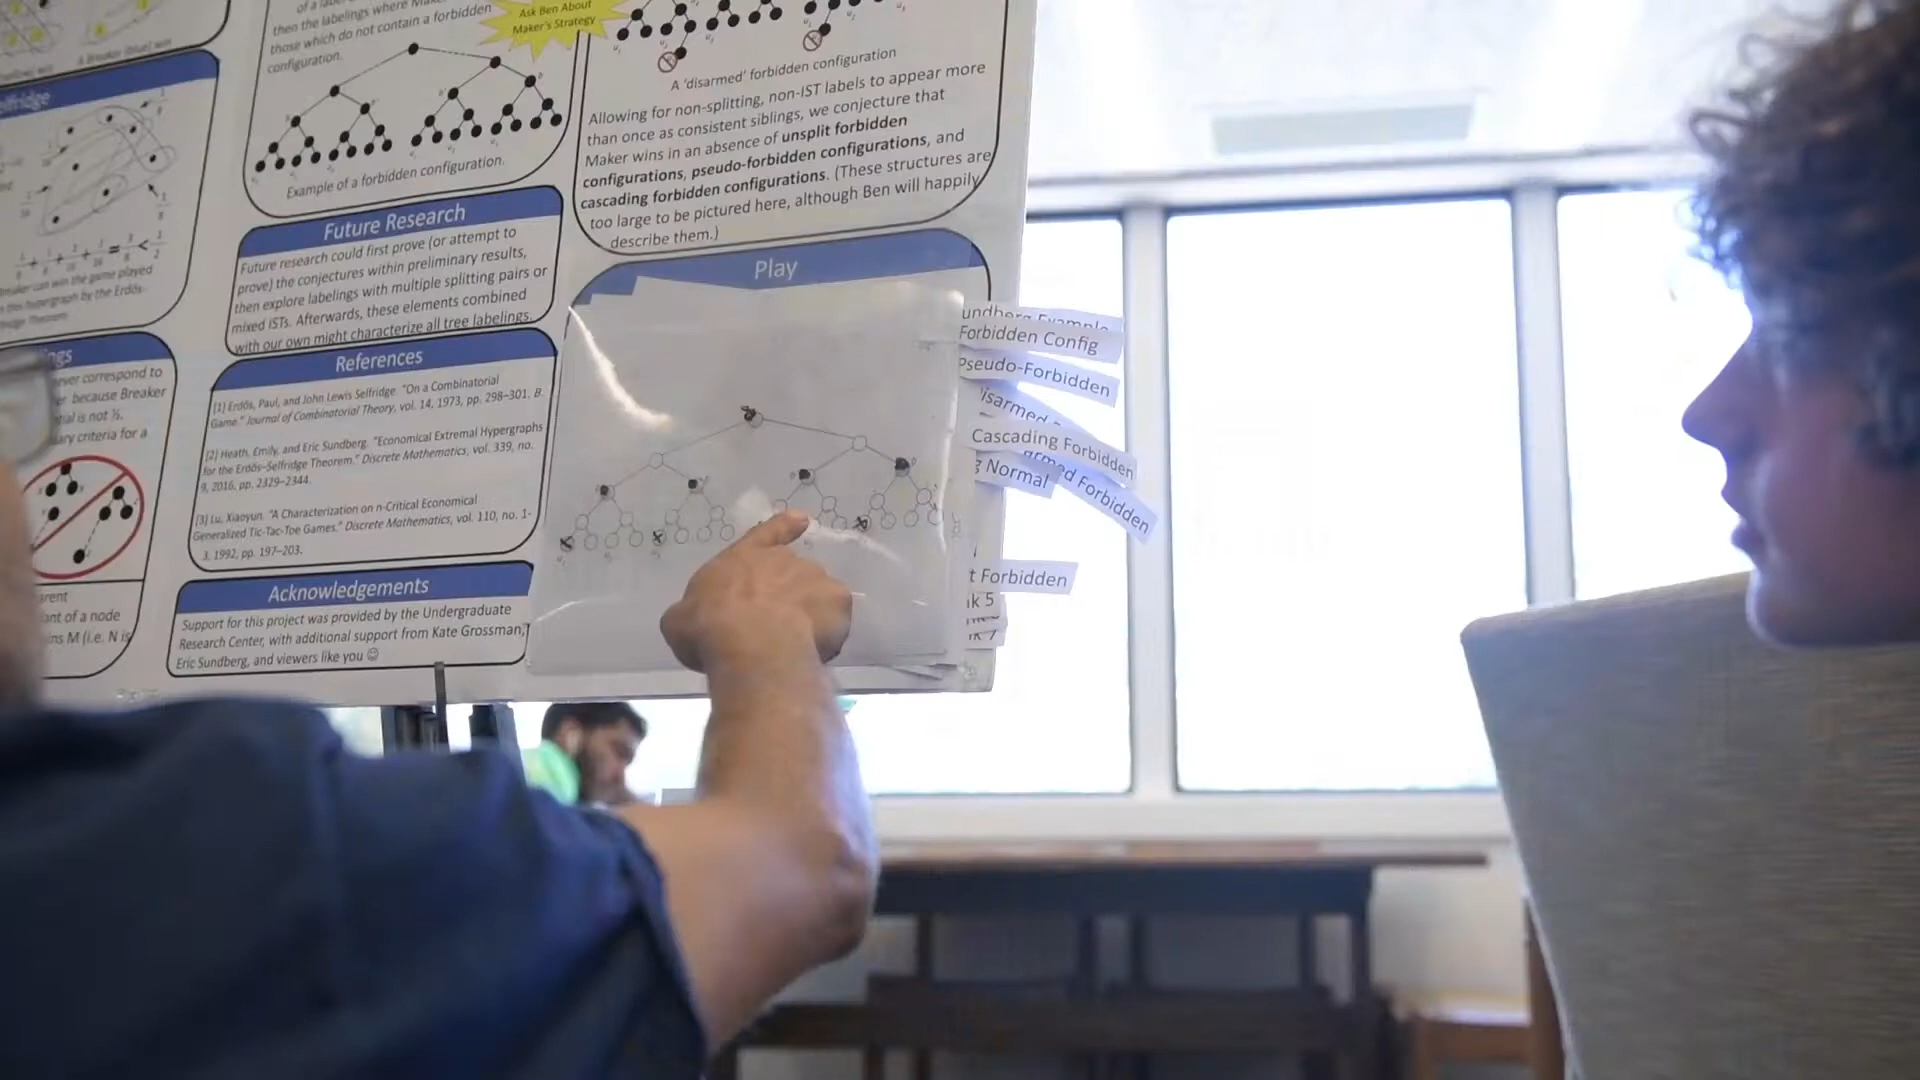 then the labelings where
those which do not contain a forbidden
configuration.
Ask Ben About
Maker's Strategy
Example of a forbidden configuration.
Future Research
Future research could first prove (or attempt to
prove) the conjectures within preliminary results,
then explore labelings with multiple splitting pairs or
mixed ISTs. Afterwards, these elements combined
with our own might characterize all tree labelings.
References
[1] Erdős, Paul, and John Lewis Selfridge. "On a Combinatorial
Game." Journal of Combinatorial Theory, vol. 14, 1973, pp. 298–301. B.
[2] Heath, Emily, and Eric Sundberg. "Economical Extremal Hypergraphs
for the Erdős–Selfridge Theorem." Discrete Mathematics, vol. 339, no.
9, 2016, pp. 2329–2344.
[3] Lu, Xiaoyun. "A Characterization on n-Critical Economical
Generalized Tic-Tac-Toe Games." Discrete Mathematics, vol. 110, no. 1-
3, 1992, pp. 197–203.
Acknowledgements
Support for this project was provided by the Undergraduate
Research Center, with additional support from Kate Grossman,
Eric Sundberg, and viewers like you ☺
A 'disarmed' forbidden configuration
Allowing for non-splitting, non-IST labels to appear more
than once as consistent siblings, we conjecture that
Maker wins in an absence of unsplit forbidden
configurations, pseudo-forbidden configurations, and
cascading forbidden configurations. (These structures are
too large to be pictured here, although Ben will happily
describe them.)
Play
Forbidden Config
Pseudo-Forbidden
Cascading Forbidden
Normal
Forbidden
t Forbidden